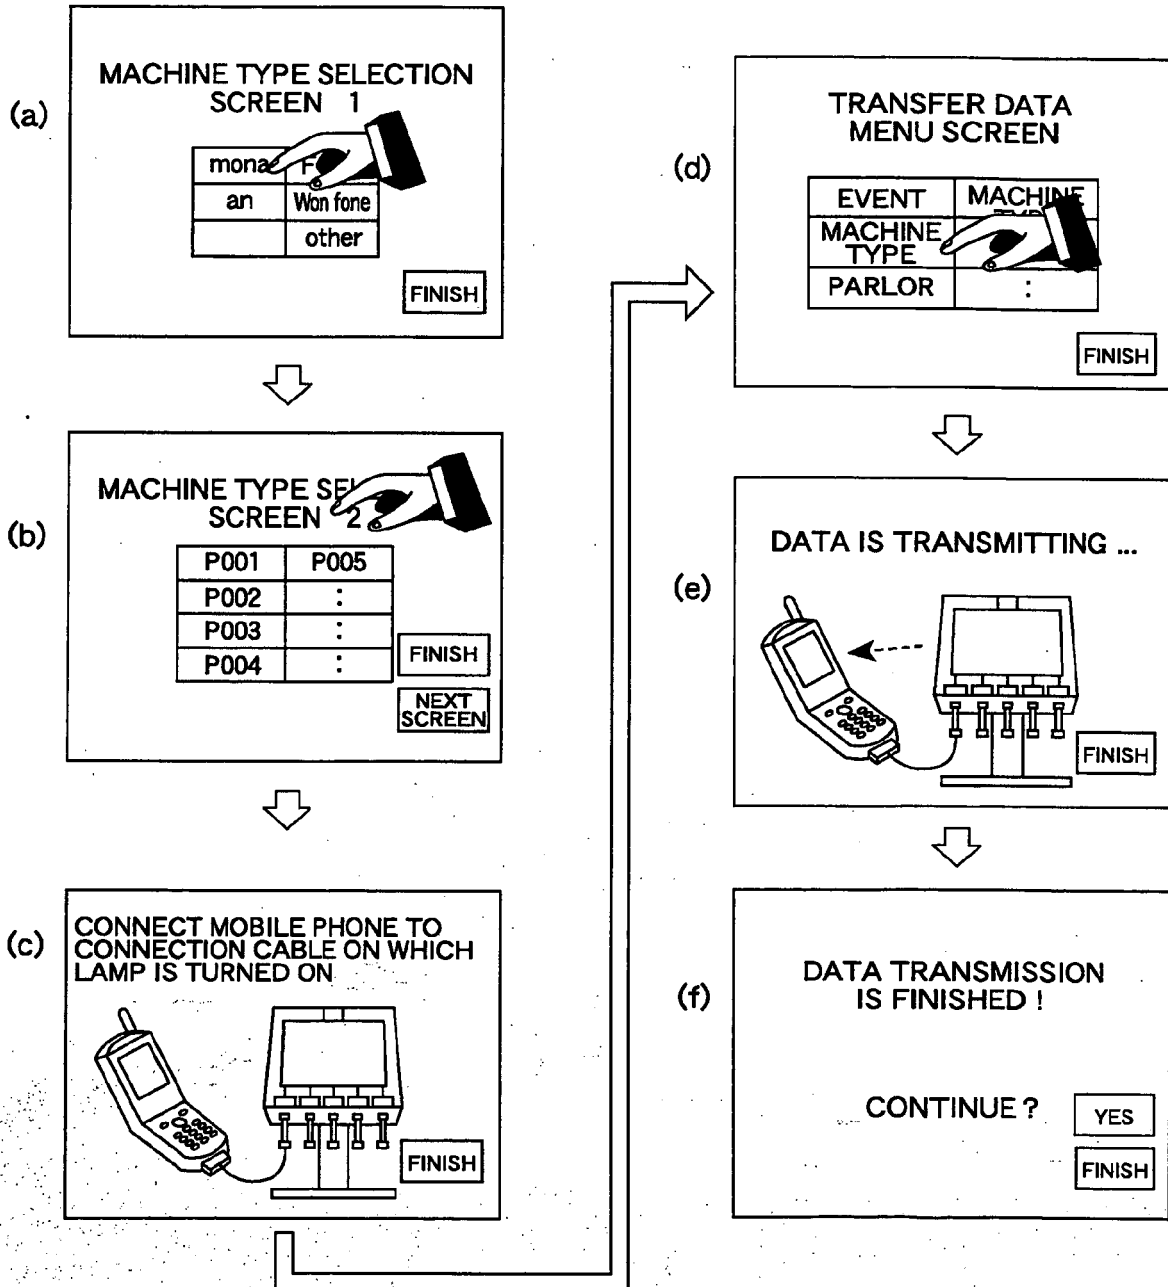 (a)
MACHINE TYPE SELECTION
SCREEN 1
mona
an Won fone
other
FINISH
(b)
MACHINE TYPE
SCREEN 2
P001 P005
P002 :
P003 :
P004 :
FINISH
NEXT
SCREEN
(c)
CONNECT MOBILE PHONE TO
CONNECTION CABLE ON WHICH
LAMP IS TURNED ON
FINISH
(d)
TRANSFER DATA
MENU SCREEN
EVENT MACHINE
MACHINE
TYPE
PARLOR :
FINISH
(e)
DATA IS TRANSMITTING ...
FINISH
(f)
DATA TRANSMISSION
IS FINISHED !
CONTINUE ?
YES
FINISH